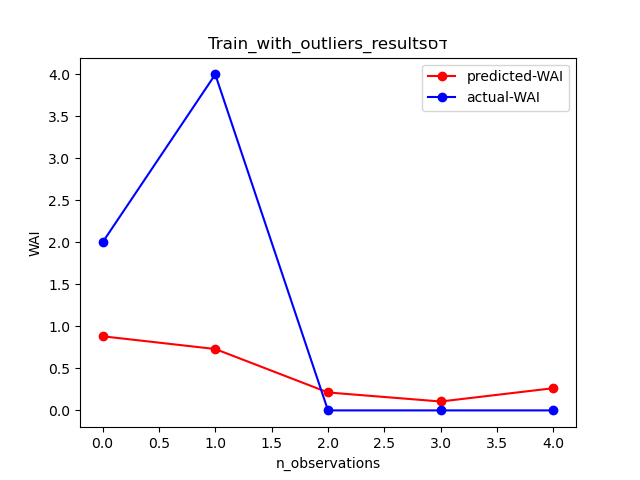 Train_with_outliers_resultsדס
predicted-WAI
actual-WAI
WAI
4.0
3.5
3.0
2.5
2.0
1.5
1.0
0.5
0.0
0.0 0.5 1.0 1.5 2.0 2.5 3.0 3.5 4.0
n_observations